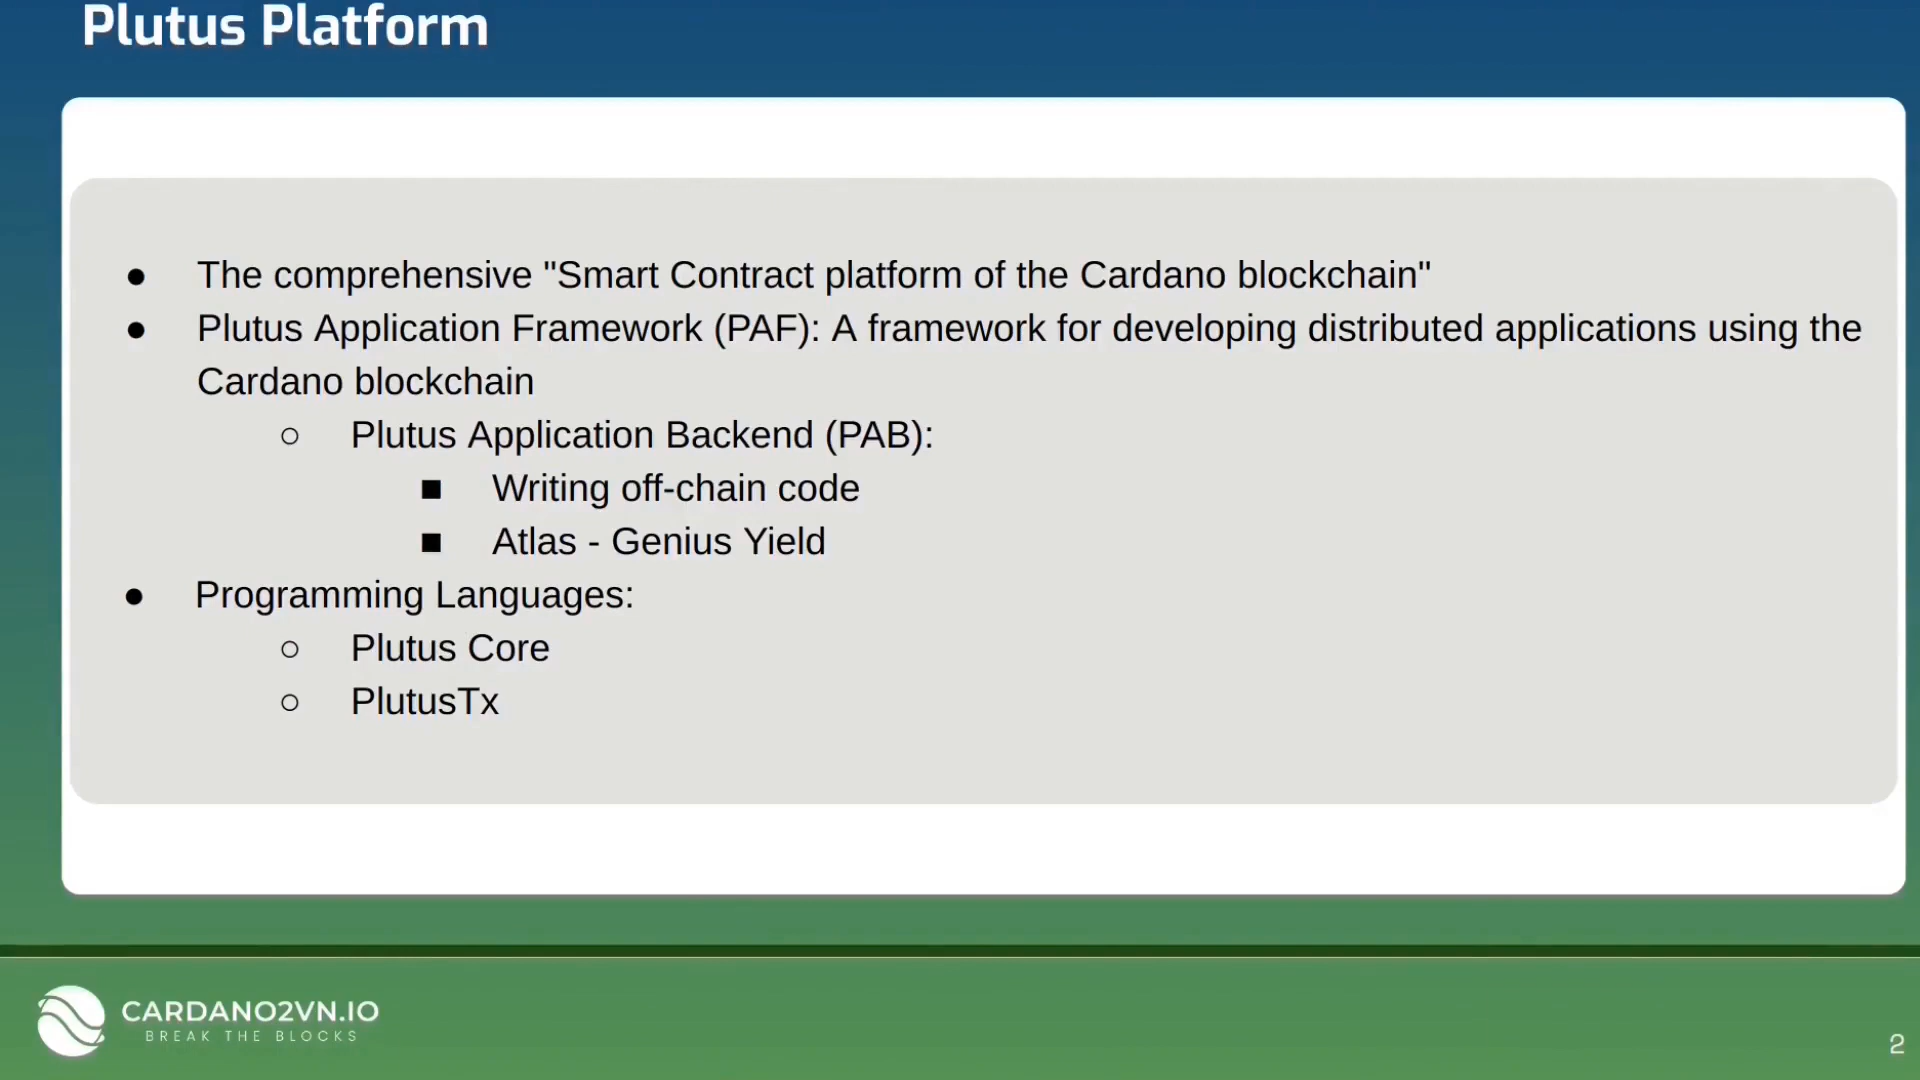 Plutus Platform
● The comprehensive "Smart Contract platform of the Cardano blockchain"
● Plutus Application Framework (PAF): A framework for developing distributed applications using the
Cardano blockchain
○ Plutus Application Backend (PAB):
■ Writing off-chain code
■ Atlas - Genius Yield
● Programming Languages:
○ Plutus Core
○ PlutusTx
CARDANO2VN.IO
BREAK THE BLOCKS
2